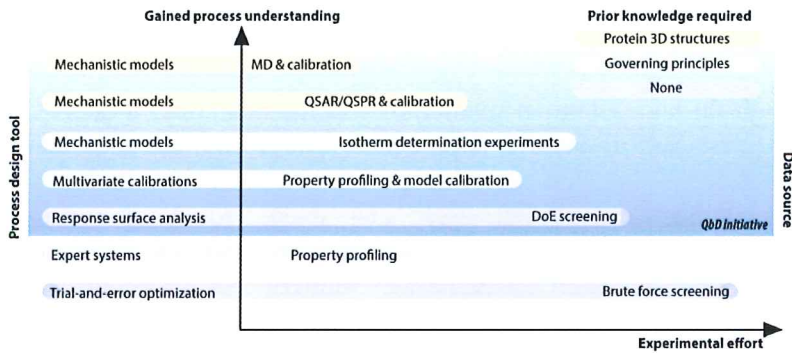 Gained process understanding
Prior knowledge required
Protein 3D structures
Governing principles
None
Process design tool
Data source
Mechanistic models MD & calibration
Mechanistic models QSAR/QSPR & calibration
Mechanistic models Isotherm determination experiments
Multivariate calibrations Property profiling & model calibration
Response surface analysis DoE screening
QbD initiative
Expert systems Property profiling
Trial-and-error optimization Brute force screening
Experimental effort